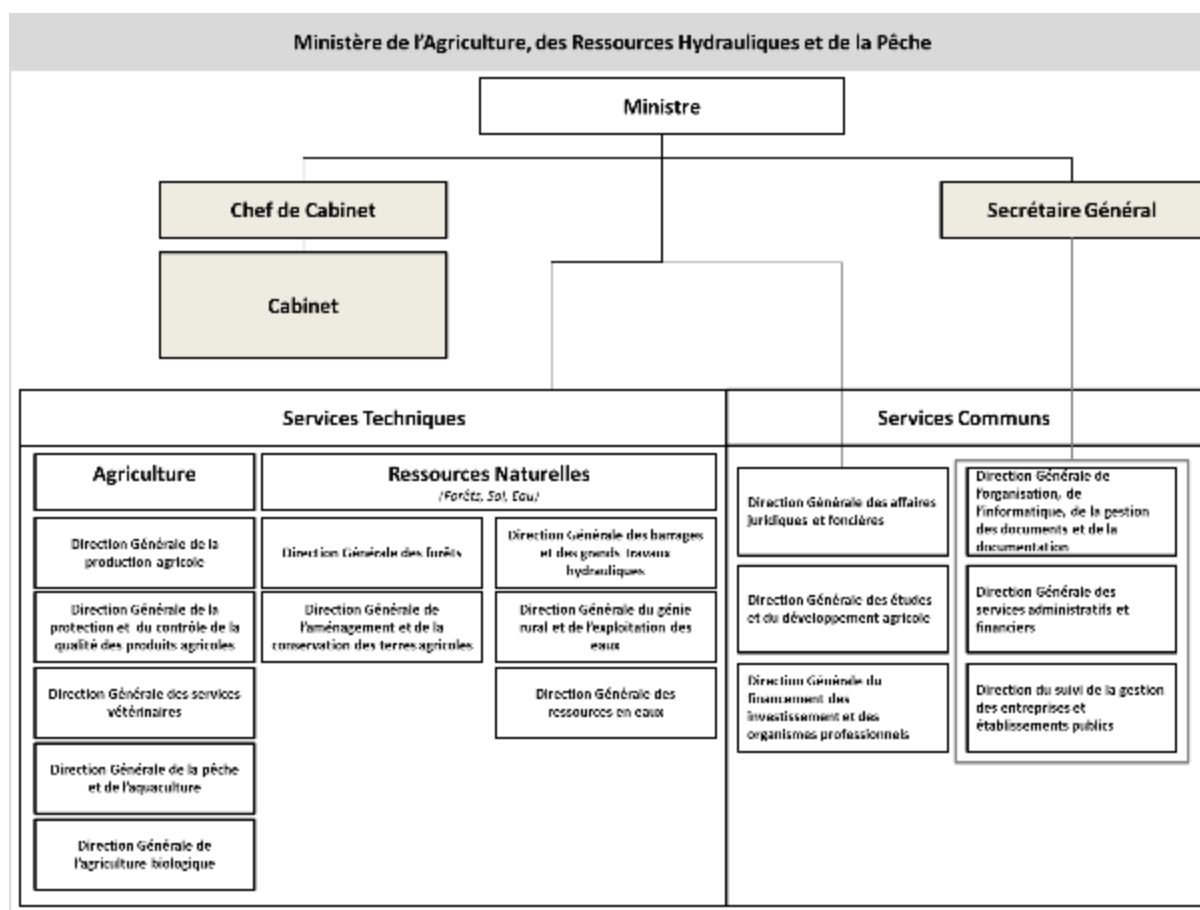 Ministère de l'Agriculture, des Ressources Hydrauliques et de la Pêche
Ministre
Chef de Cabinet
Secrétaire Général
Cabinet
Services Techniques
Services Communs
Agriculture
Ressources Naturelles
(Forêts, Sol, Eau)
Direction Générale de la
production agricole
Direction Générale de la
protection et du contrôle de la
qualité des produits agricoles
Direction Générale des services
vétérinaires
Direction Générale de la pêche
et de l'aquaculture
Direction Générale de
l'agriculture biologique
Direction Générale des forêts
Direction Générale de
l'aménagement et de la
conservation des terres agricoles
Direction Générale des barrages
et des grands travaux
hydrauliques
Direction Générale du génie
rural et de l'exploitation des
eaux
Direction Générale des
ressources en eaux
Direction Générale des affaires
juridiques et foncières
Direction Générale des études
et du développement agricole
Direction Générale du
financement des
investissement et des
organismes professionnels
Direction Générale de
l'organisation, de
l'informatique, de la gestion
des documents et de la
documentation
Direction Générale des
services administratifs et
financiers
Direction du suivi de la gestion
des entreprises et
établissements publics